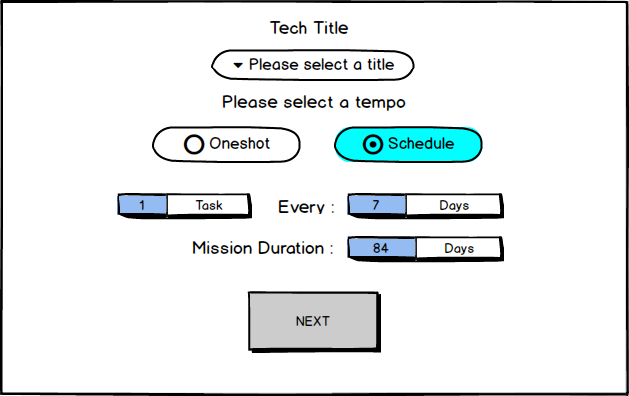 Tech Title
Please select a title
Please select a tempo
Oneshot Schedule
1 Task Every : 7 Days
Mission Duration : 84 Days
NEXT